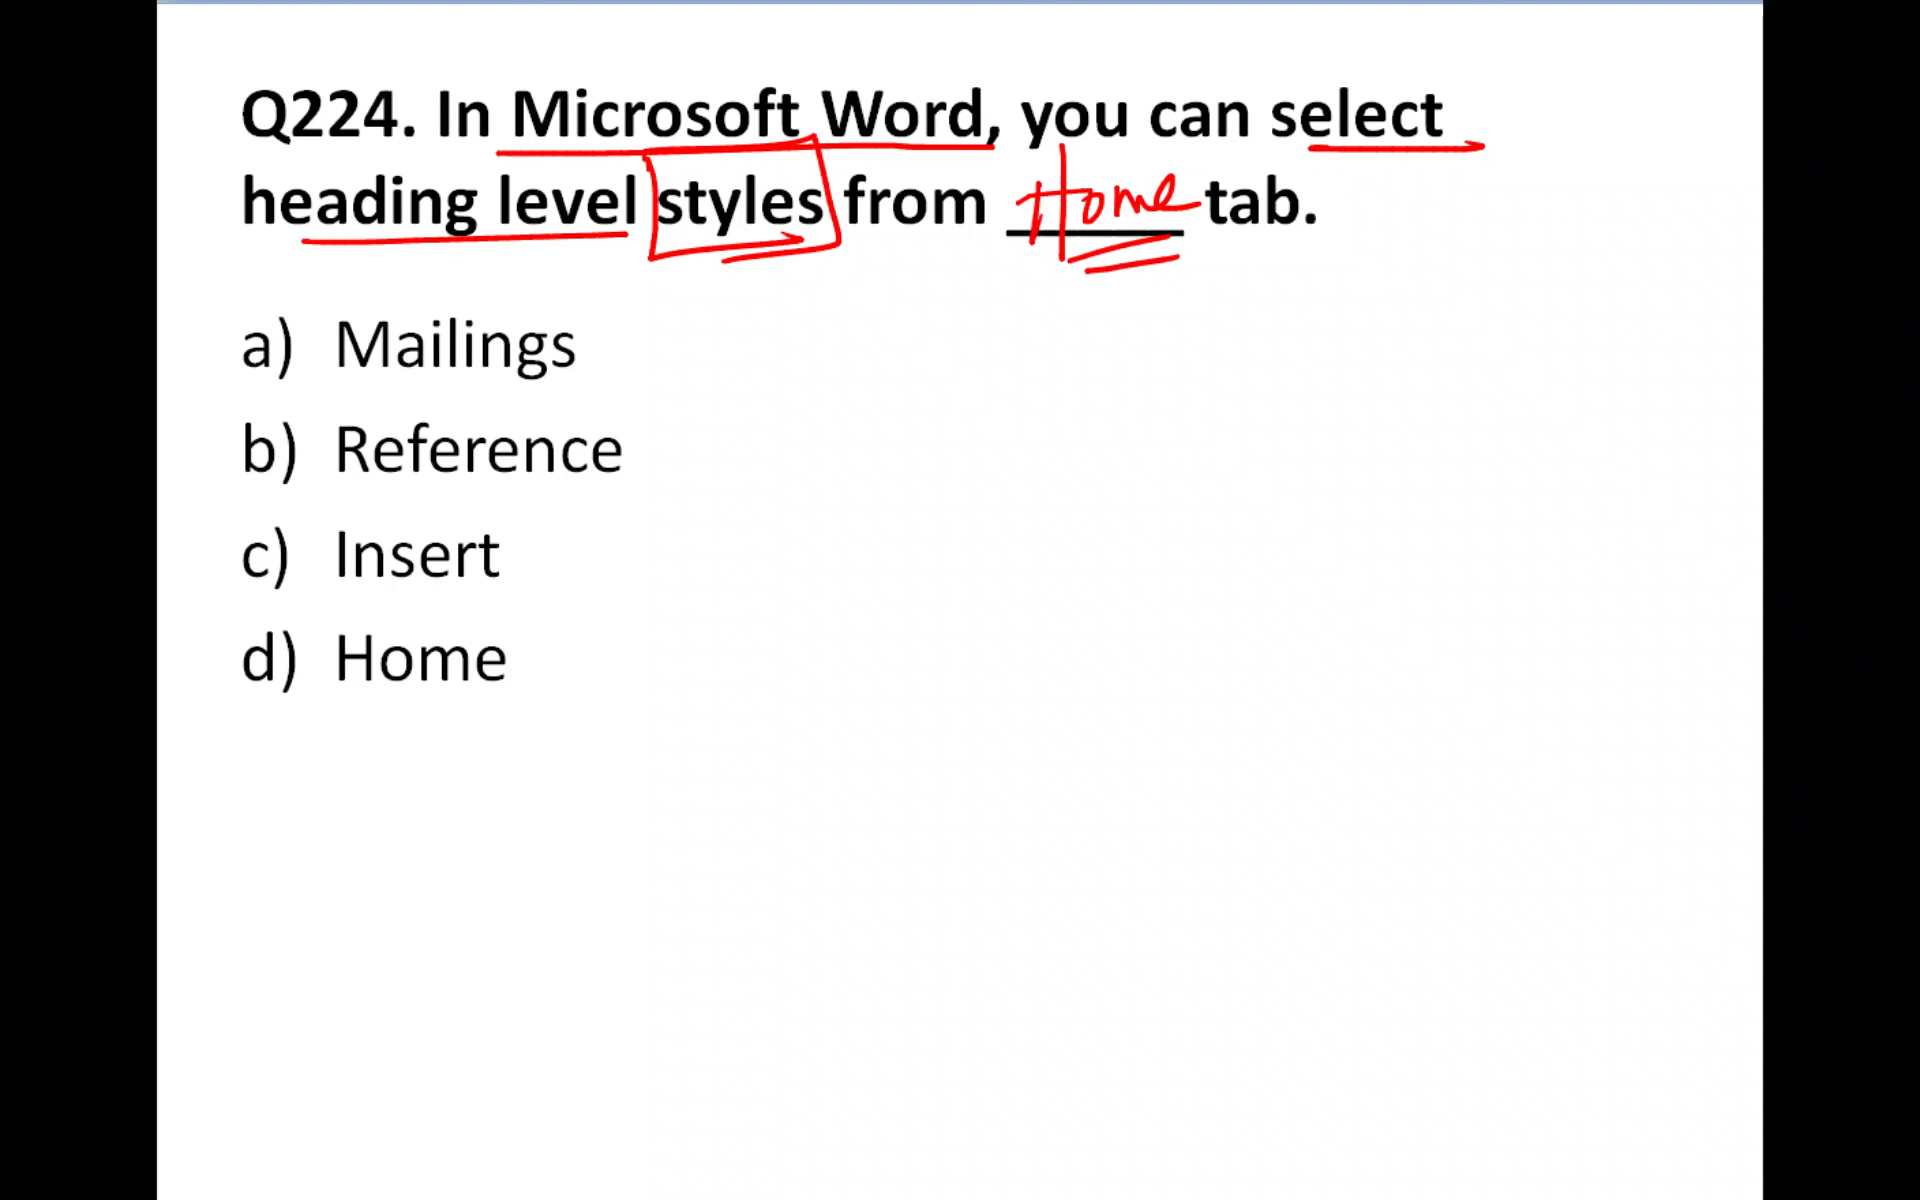 Q224. In Microsoft Word, you can select
heading level styles from Home tab.
a) Mailings
b) Reference
c) Insert
d) Home